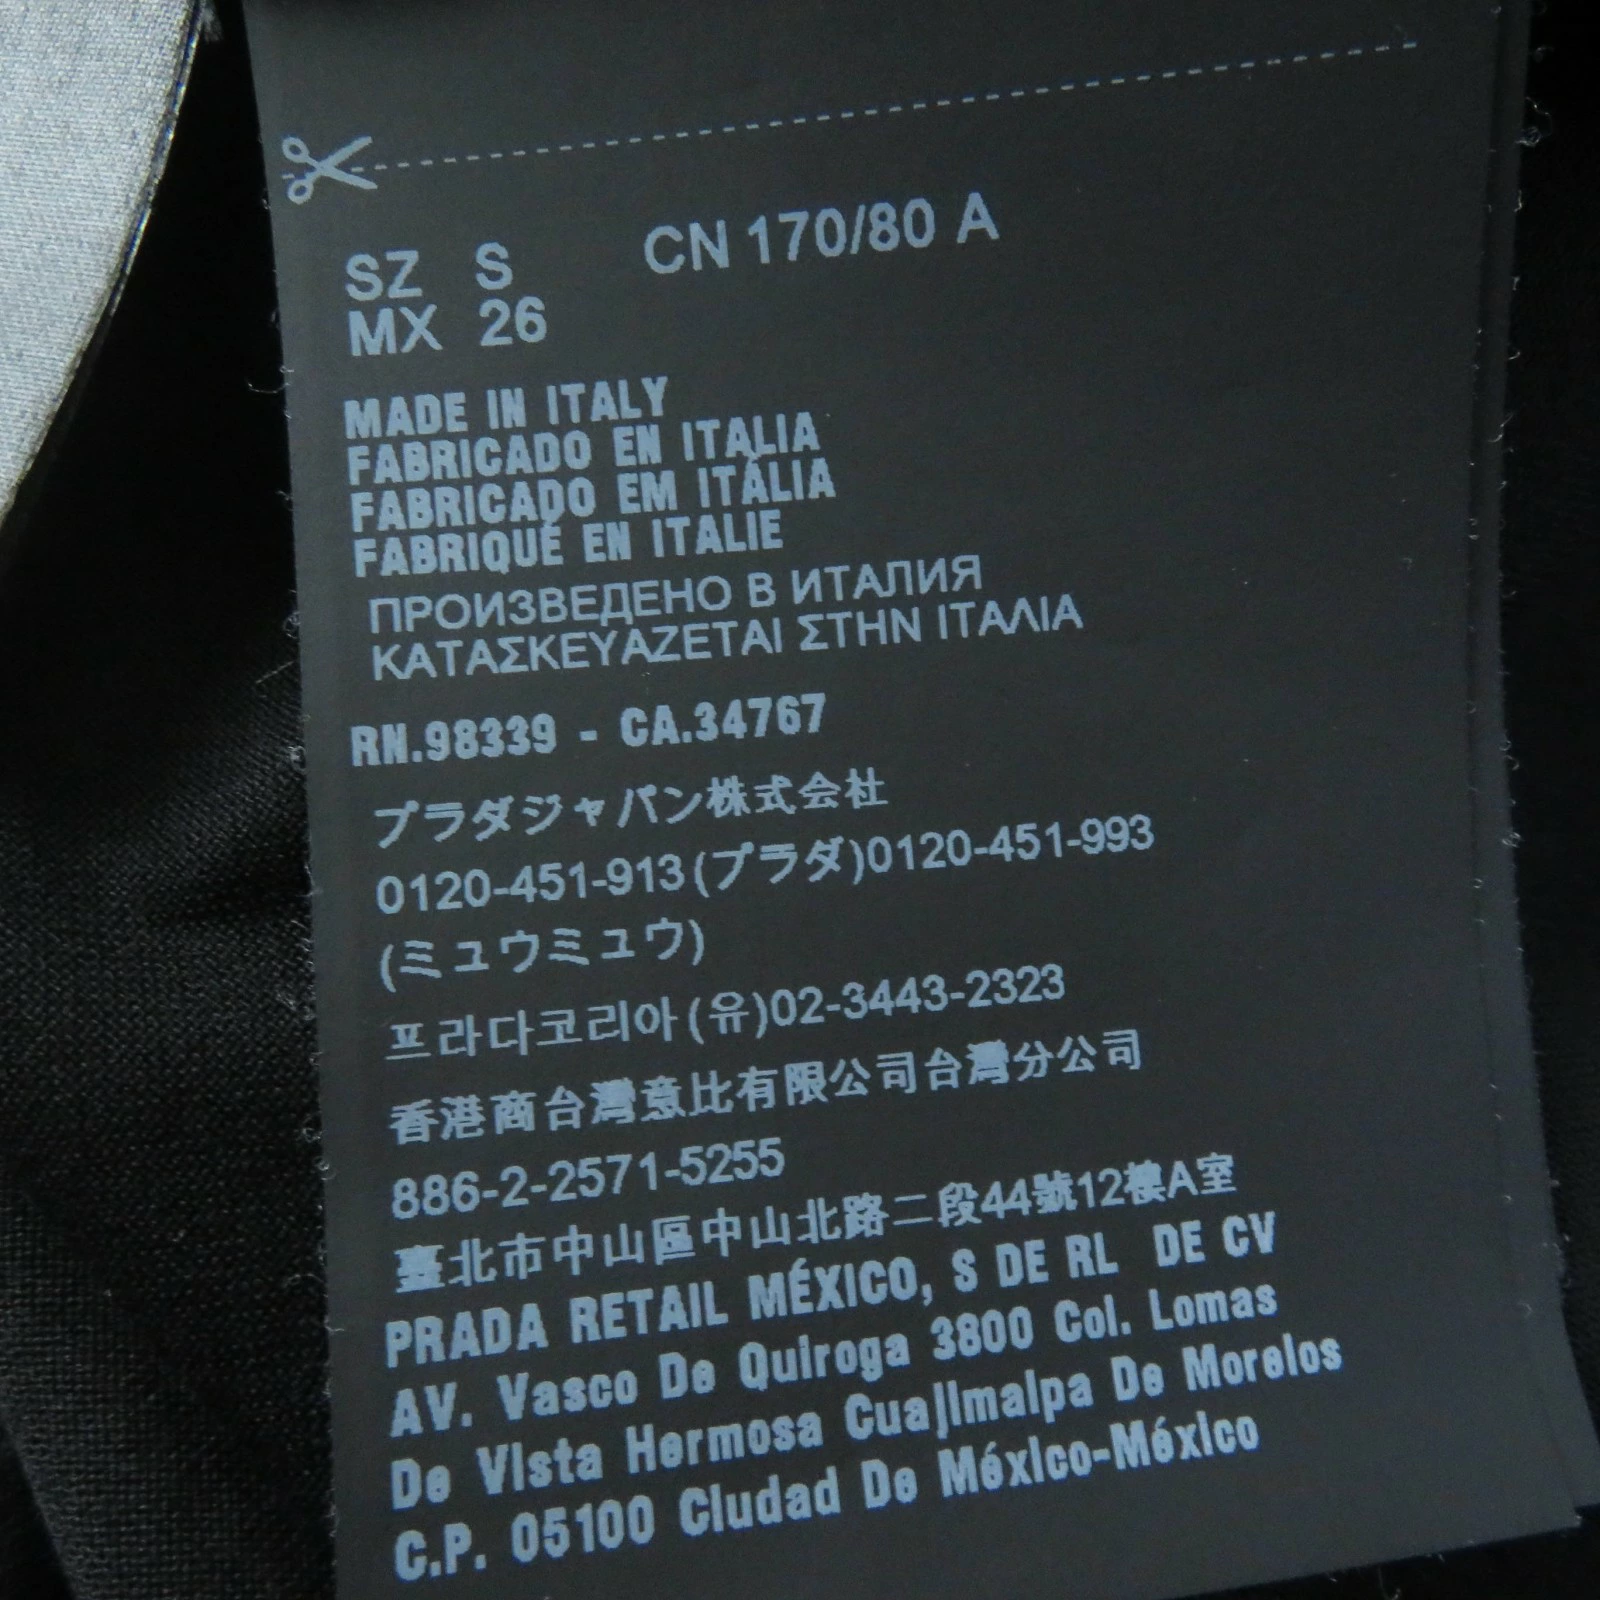 SZ S CN 170/80 A
MX 26
MADE IN ITALY
FABRICADO EN ITALIA
FABRICADO EM ITÁLIA
FABRIQUÉ EN ITALIE
ПРОИЗВЕДЕНО В ИТАЛИЯ
ΚΑΤΑΣΚΕΥΑΖΕΤΑΙ ΣΤΗΝ ΙΤΑΛΙΑ
RN.98339 - CA.34767
プラダジャパン株式会社
0120-451-913(プラダ)0120-451-993
(ミュウミュウ)
프라다코리아(유)02-3443-2323
香港商台灣意比有限公司台灣分公司
886-2-2571-5255
臺北市中山區中山北路二段44號12樓A室
PRADA RETAIL MÉXICO, S DE RL DE CV
AV. Vasco De Quiroga 3800 Col. Lomas
De Vista Hermosa Cuajimalpa De Morelos
C.P. 05100 Ciudad De México-México